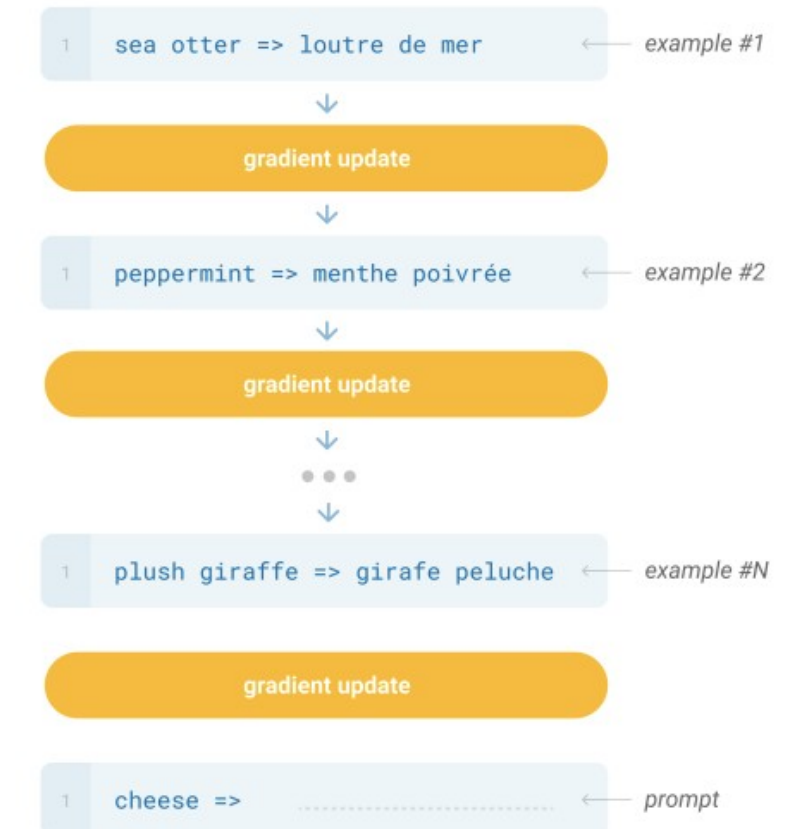 1 sea otter => loutre de mer example #1
gradient update
1 peppermint => menthe poivrée example #2
gradient update
1 plush giraffe => girafe peluche example #N
gradient update
1 cheese => prompt